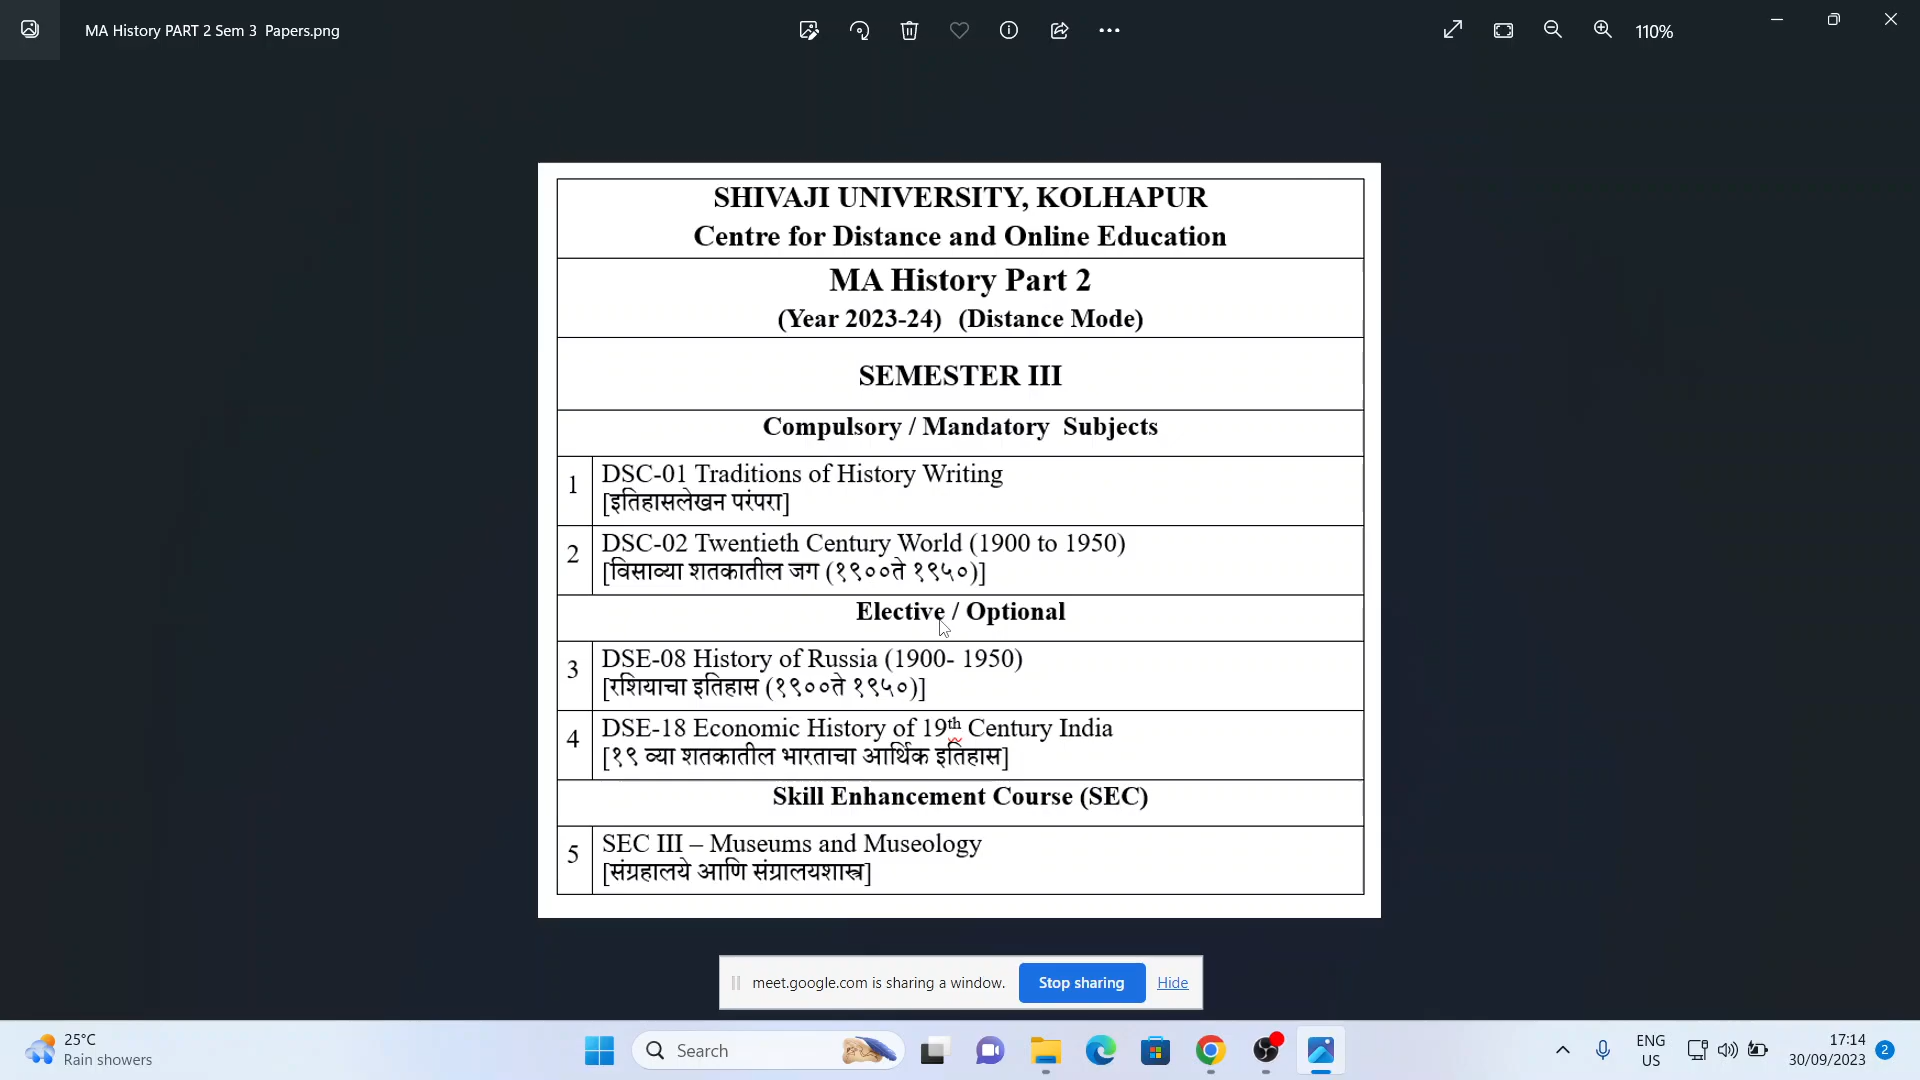 MA History PART 2 Sem 3 Papers.png
110%
SHIVAJI UNIVERSITY, KOLHAPUR
Centre for Distance and Online Education
MA History Part 2
(Year 2023-24) (Distance Mode)
SEMESTER III
Compulsory / Mandatory Subjects
1 DSC-01 Traditions of History Writing
[इतिहासलेखन परंपरा]
2 DSC-02 Twentieth Century World (1900 to 1950)
[विसाव्या शतकातील जग (१९००ते १९५०)]
Elective / Optional
3 DSE-08 History of Russia (1900- 1950)
[रशियाचा इतिहास (१९००ते १९५०)]
4 DSE-18 Economic History of 19th Century India
[१९ व्या शतकातील भारताचा आर्थिक इतिहास]
Skill Enhancement Course (SEC)
5 SEC III – Museums and Museology
[संग्रहालये आणि संग्रालयशास्त्र]
meet.google.com is sharing a window. Stop sharing Hide
25°C
Rain showers
Search
ENG
US
17:14
30/09/2023
2